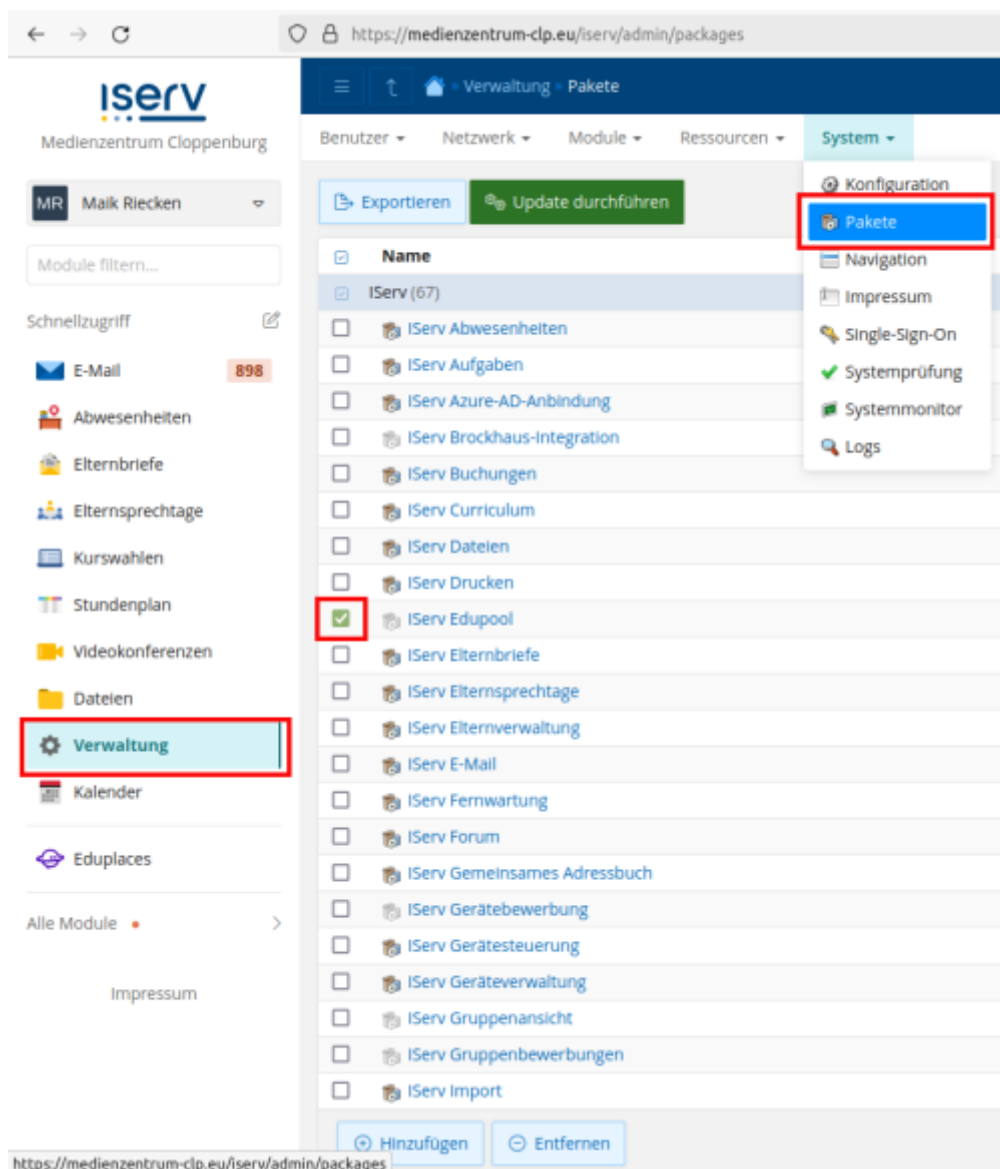 https://medienzentrum-clp.eu/iserv/admin/packages
IServ
Medienzentrum Cloppenburg
MR Maik Riecken
Module filtern...
Schnellzugriff
E-Mail 898
Abwesenheiten
Elternbriefe
Elternsprechtage
Kurswahlen
Stundenplan
Videokonferenzen
Dateien
Verwaltung
Kalender
Eduplaces
Alle Module
Impressum
Verwaltung Pakete
Benutzer Netzwerk Module Ressourcen System
Konfiguration
Pakete
Navigation
Impressum
Single-Sign-On
Systemprüfung
Systemmonitor
Logs
Exportieren Update durchführen
Name
IServ (67)
IServ Abwesenheiten
IServ Aufgaben
IServ Azure-AD-Anbindung
IServ Brockhaus-Integration
IServ Buchungen
IServ Curriculum
IServ Dateien
IServ Drucken
IServ Edupool
IServ Elternbriefe
IServ Elternsprechtage
IServ Elternverwaltung
IServ E-Mail
IServ Fernwartung
IServ Forum
IServ Gemeinsames Adressbuch
IServ Gerätebewerbung
IServ Gerätesteuerung
IServ Geräteverwaltung
IServ Gruppenansicht
IServ Gruppenbewerbungen
IServ Import
Hinzufügen Entfernen
https://medienzentrum-clp.eu/iserv/admin/packages